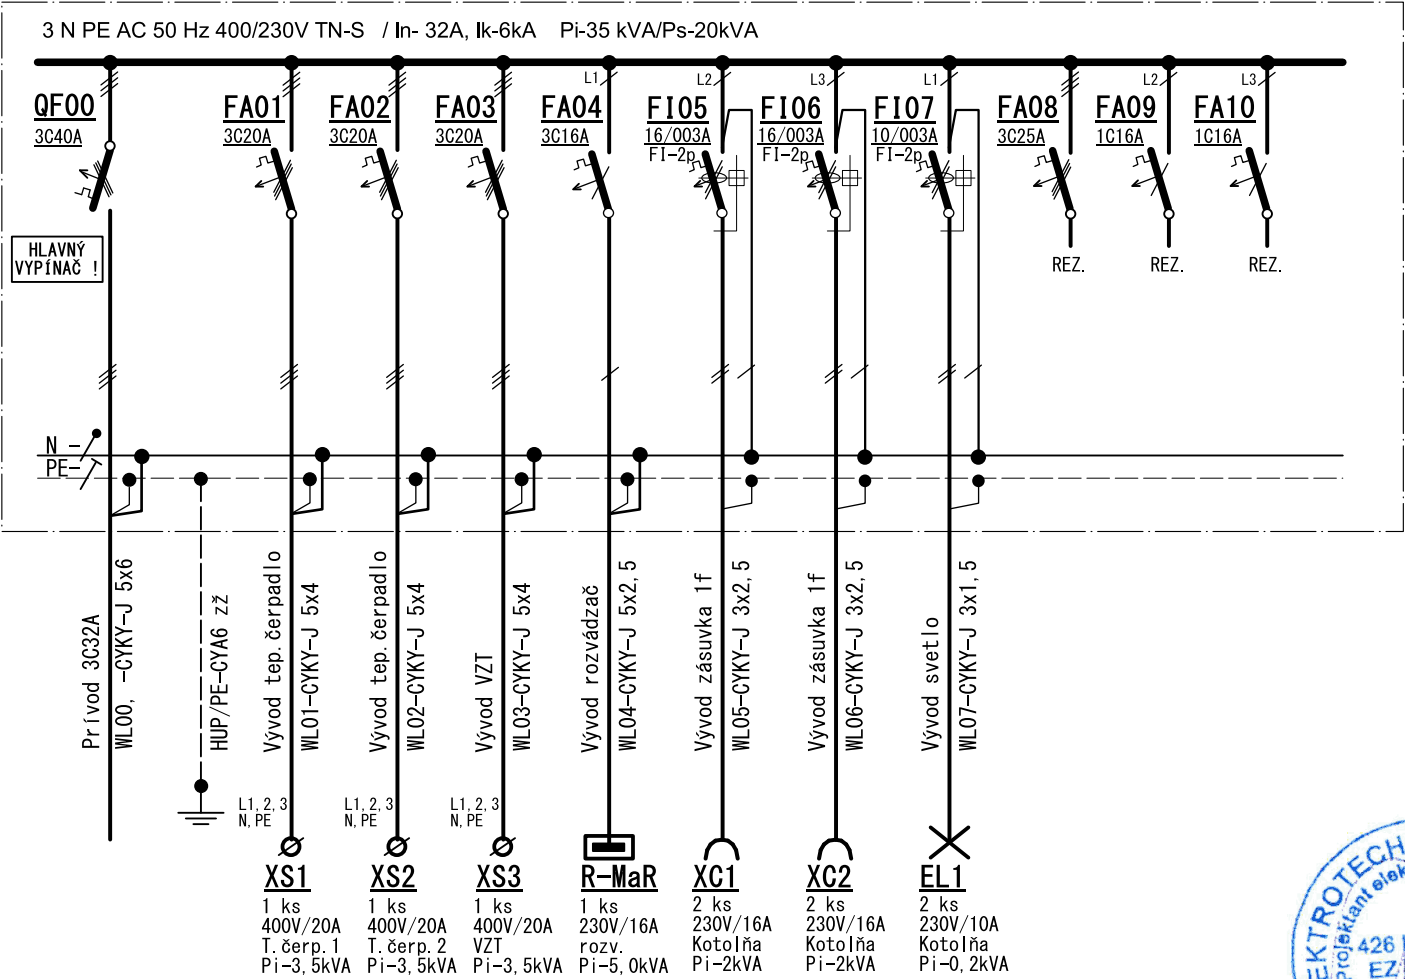 3 N PE AC 50 Hz 400/230V TN-S / In- 32A, Ik-6kA Pi-35 kVA/Ps-20kVA
L1 L2 L3 L1 L2 L3
QF00 FA01 FA02 FA03 FA04 FI05 FI06 FI07 FA08 FA09 FA10
3C40A 3C20A 3C20A 3C20A 3C16A 16/003A 16/003A 10/003A 3C25A 1C16A 1C16A
FI-2p FI-2p FI-2p
HLAVNÝ
VYPÍNAČ !
REZ. REZ. REZ.
N -
PE-
Prívod 3C32A
WL00, -CYKY-J 5x6
HUP/PE-CYA6 zž
Vývod tep. čerpadlo
WL01-CYKY-J 5x4
Vývod tep. čerpadlo
WL02-CYKY-J 5x4
Vývod VZT
WL03-CYKY-J 5x4
Vývod rozvádzač
WL04-CYKY-J 5x2,5
Vývod zásuvka 1f
WL05-CYKY-J 3x2,5
Vývod zásuvka 1f
WL06-CYKY-J 3x2,5
Vývod svetlo
WL07-CYKY-J 3x1,5
L1,2,3 L1,2,3 L1,2,3
N,PE N,PE N,PE
XS1 XS2 XS3 R-MaR XC1 XC2 EL1
1 ks 1 ks 1 ks 1 ks 2 ks 2 ks 2 ks
400V/20A 400V/20A 400V/20A 230V/16A 230V/16A 230V/16A 230V/10A
T.čerp.1 T.čerp.2 VZT rozv. Kotolňa Kotolňa Kotolňa
Pi-3,5kVA Pi-3,5kVA Pi-3,5kVA Pi-5,0kVA Pi-2kVA Pi-2kVA Pi-0,2kVA
EKTROTECH
Projektant elek
426
EZ